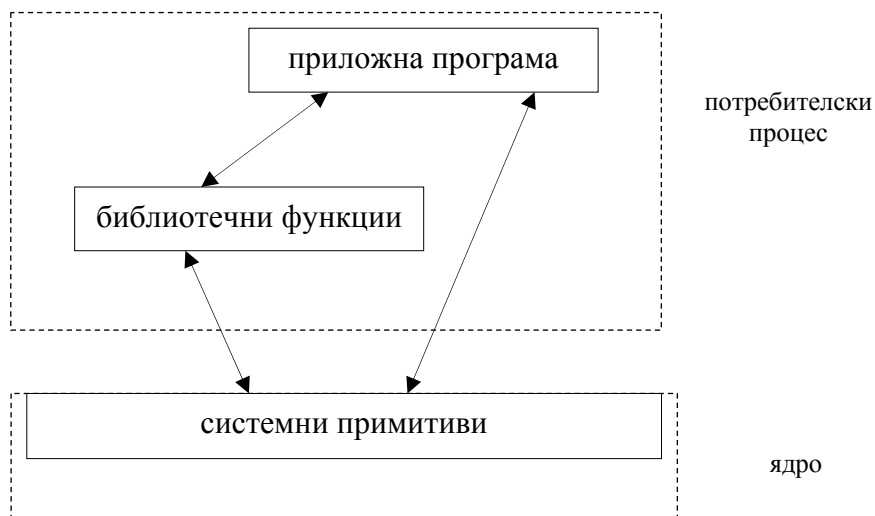 приложна програма
потребителски
процес
библиотечни функции
системни примитиви
ядро